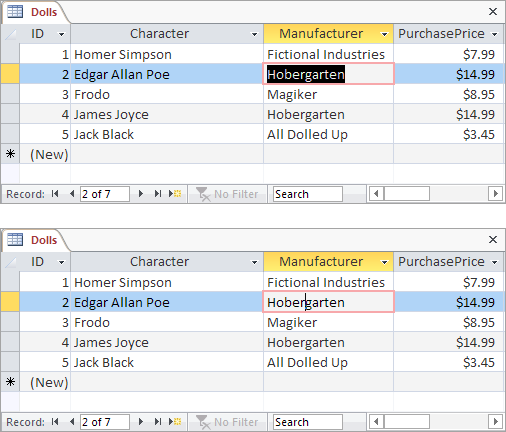 Dolls
ID Character Manufacturer PurchasePrice
1 Homer Simpson Fictional Industries $7.99
2 Edgar Allan Poe Hobergarten $14.99
3 Frodo Magiker $8.95
4 James Joyce Hobergarten $14.99
5 Jack Black All Dolled Up $3.45
(New)
Record: 2 of 7 No Filter Search
Dolls
ID Character Manufacturer PurchasePrice
1 Homer Simpson Fictional Industries $7.99
2 Edgar Allan Poe Hobergarten $14.99
3 Frodo Magiker $8.95
4 James Joyce Hobergarten $14.99
5 Jack Black All Dolled Up $3.45
(New)
Record: 2 of 7 No Filter Search